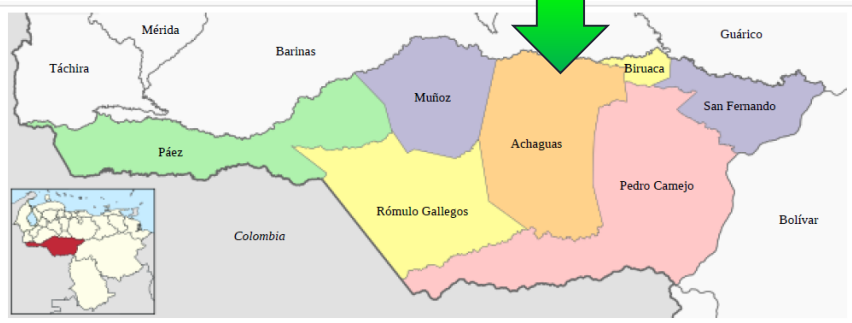 Mérida
Guárico
Barinas
Táchira
Biruaca
Muñoz
San Fernando
Achaguas
Páez
Pedro Camejo
Rómulo Gallegos
Bolívar
Colombia